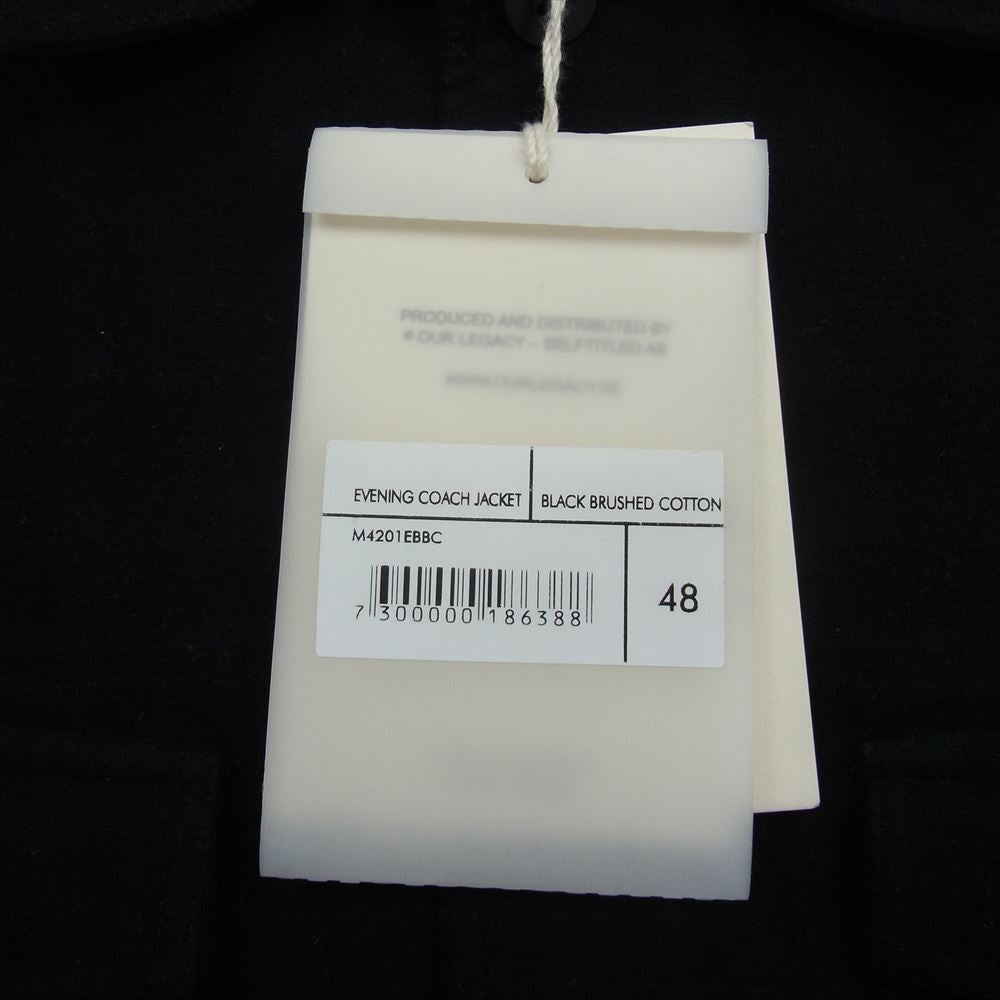 PRODUCED AND DISTRIBUTED BY
® OUR LEGACY – SELFTITLED AB
WWW.OURLEGACY.SE
EVENING COACH JACKET
BLACK BRUSHED COTTON
M4201EBBC
7 300000 186388
48